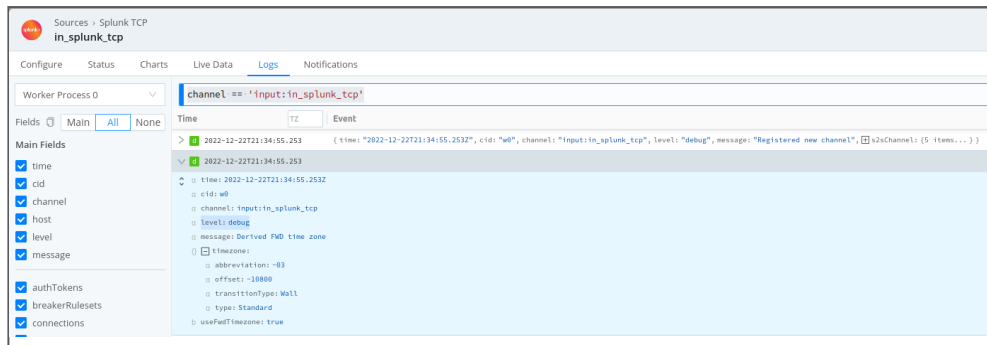 splunk>
Sources › Splunk TCP
in_splunk_tcp
Configure Status Charts Live Data Logs Notifications
Worker Process 0
channel == 'input:in_splunk_tcp'
Fields Main All None
Time TZ Event
Main Fields
time
cid
channel
host
level
message
authTokens
breakerRulesets
connections
d 2022-12-22T21:34:55.253 { time: "2022-12-22T21:34:55.253Z", cid: "w0", channel: "input:in_splunk_tcp", level: "debug", message: "Registered new channel", s2sChannel: {5 items...} }
d 2022-12-22T21:34:55.253
α time: 2022-12-22T21:34:55.253Z
α cid: w0
α channel: input:in_splunk_tcp
α level: debug
α message: Derived FWD time zone
{} timezone:
α abbreviation: -03
α offset: -10800
α transitionType: Wall
α type: Standard
b useFwdTimezone: true